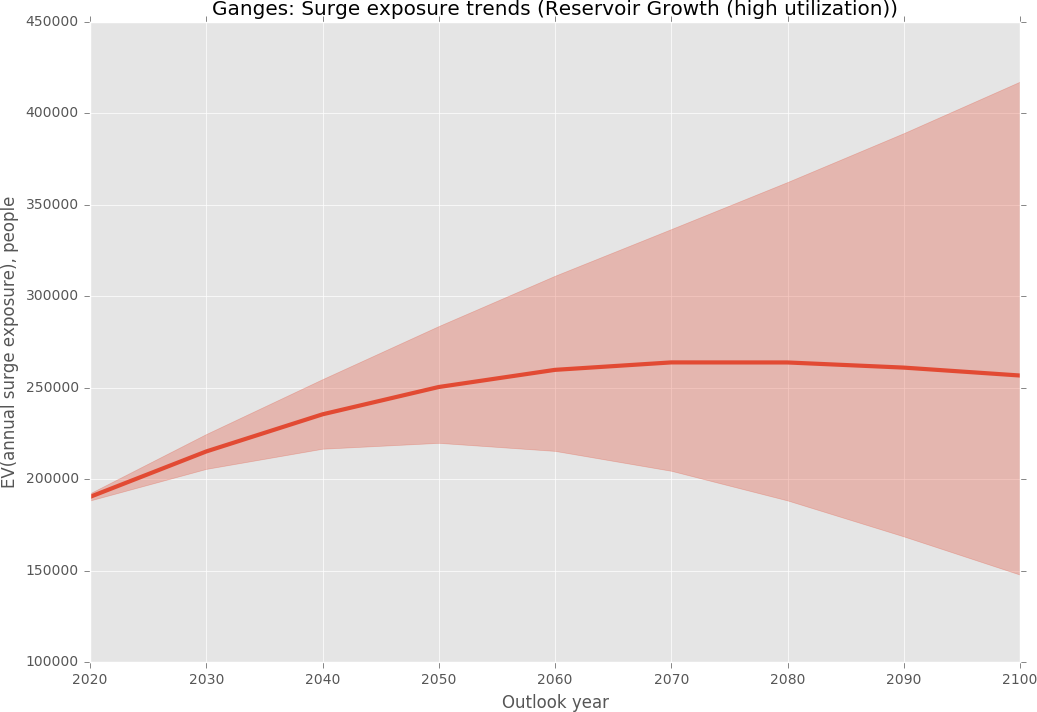 Ganges: Surge exposure trends (Reservoir Growth (high utilization))
EV(annual surge exposure), people
450000
400000
350000
300000
250000
200000
150000
100000
2020 2030 2040 2050 2060 2070 2080 2090 2100
Outlook year